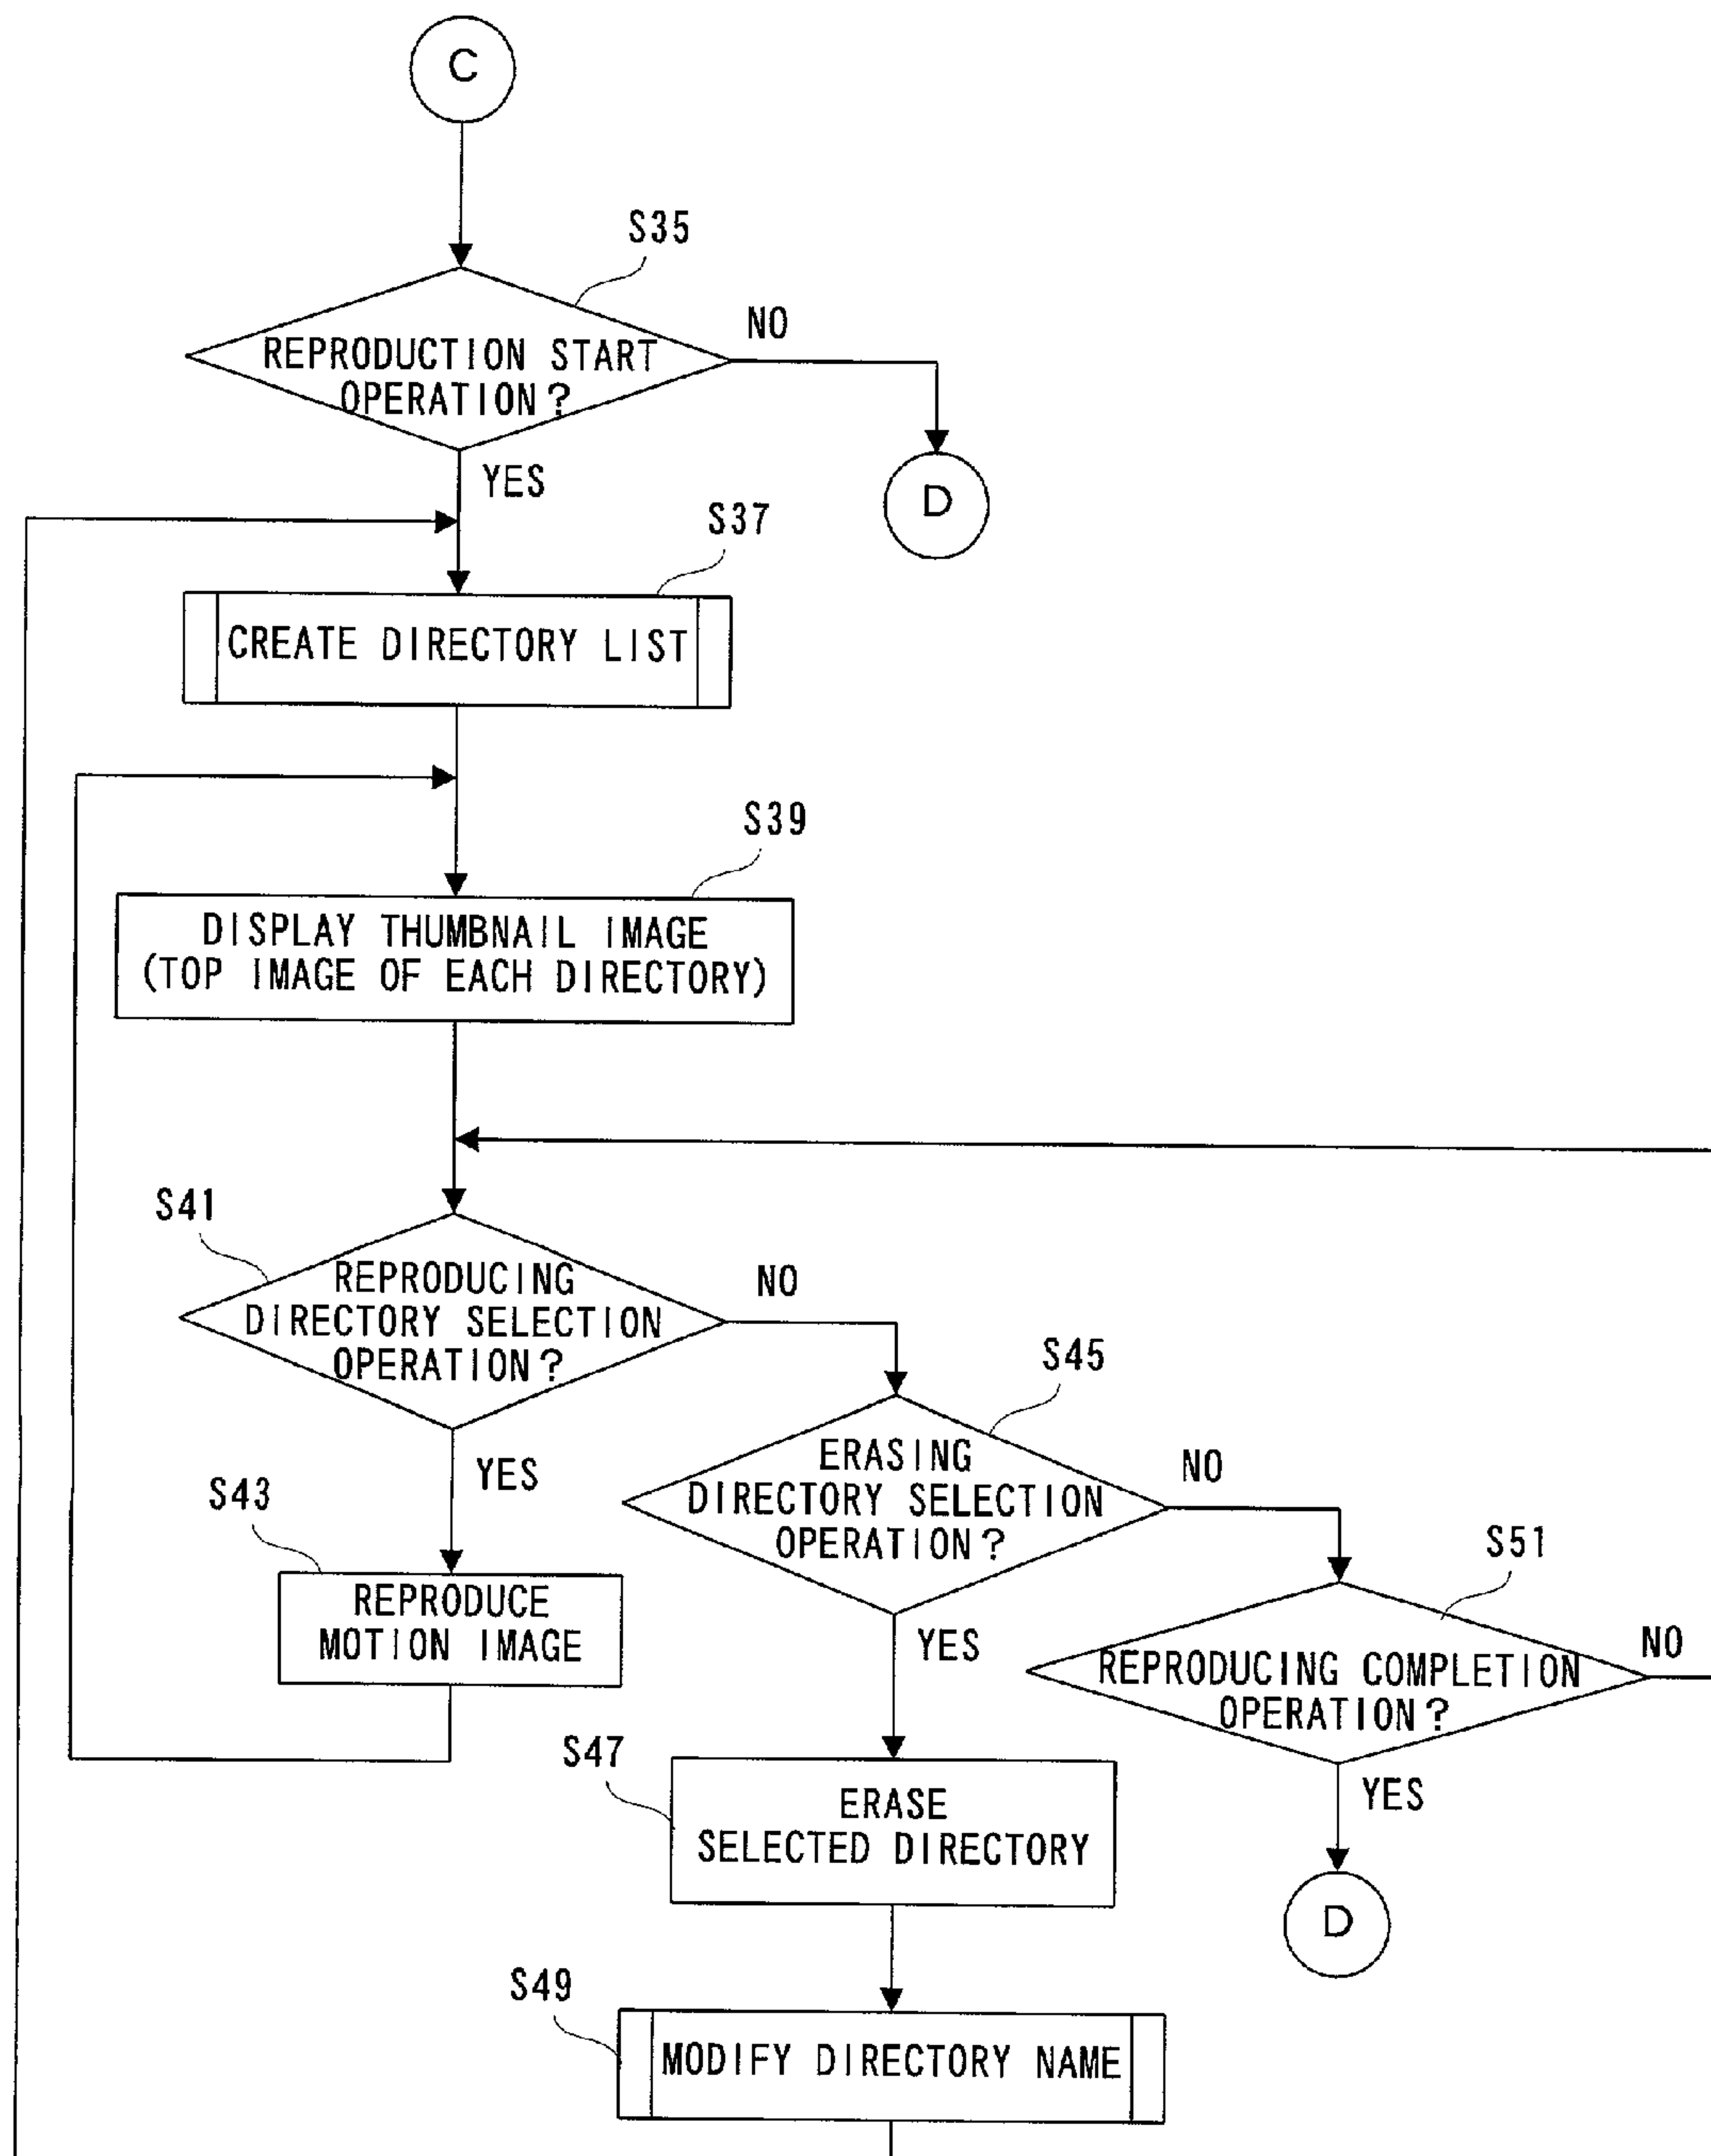 C
S35
REPRODUCTION START
OPERATION?
NO
D
YES
S37
CREATE DIRECTORY LIST
S39
DISPLAY THUMBNAIL IMAGE
(TOP IMAGE OF EACH DIRECTORY)
S41
REPRODUCING
DIRECTORY SELECTION
OPERATION?
NO
YES
S43
REPRODUCE
MOTION IMAGE
S45
ERASING
DIRECTORY SELECTION
OPERATION?
NO
YES
S47
ERASE
SELECTED DIRECTORY
S49
MODIFY DIRECTORY NAME
S51
REPRODUCING COMPLETION
OPERATION?
NO
YES
D